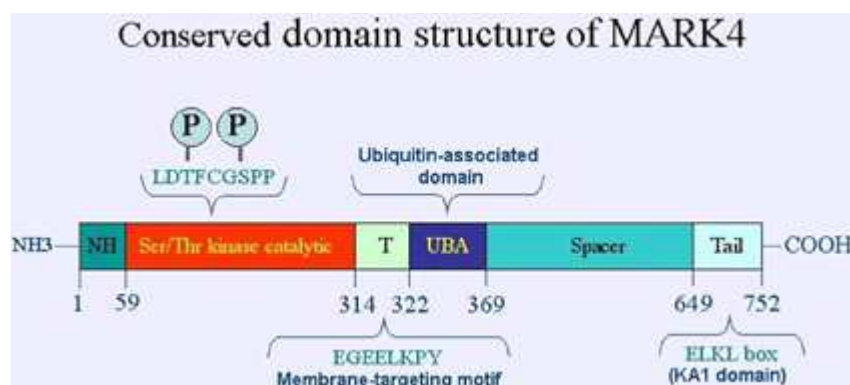 Conserved domain structure of MARK4
P P
LDTFCGSPP
Ubiquitin-associated
domain
NH3 NH Ser/Thr kinase catalytic T UBA Spacer Tail COOH
1 59 314 322 369 649 752
EGEELKPY
Membrane-targeting motif
ELKL box
(KA1 domain)